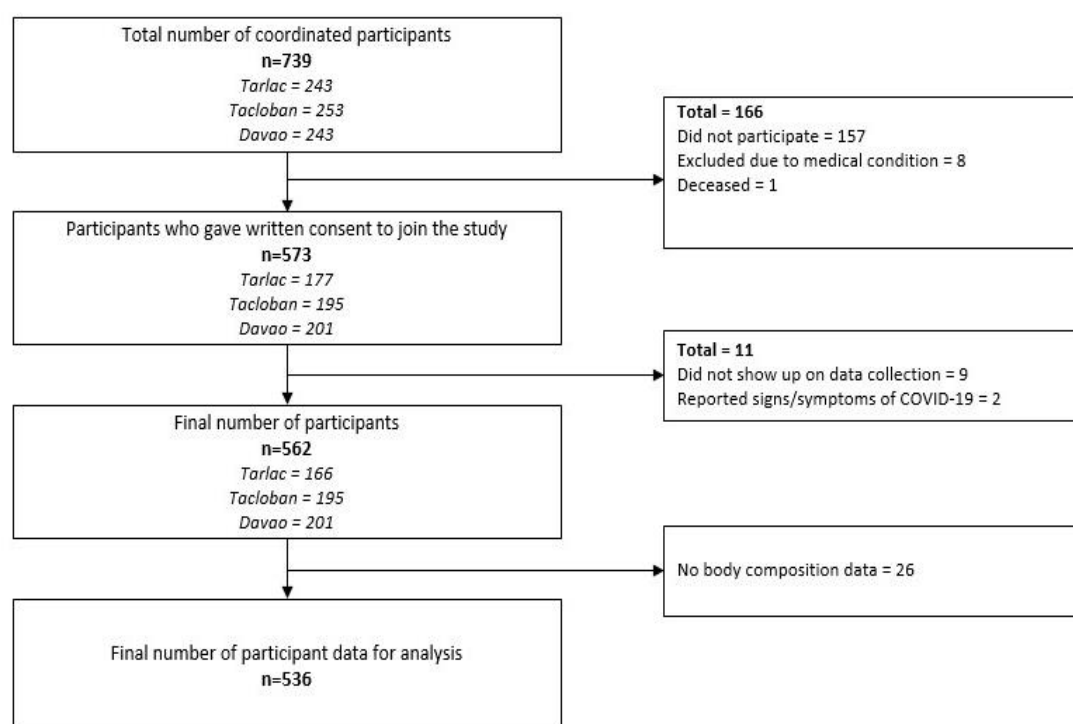 Total number of coordinated participants
n=739
Tarlac = 243
Tacloban = 253
Davao = 243
Total = 166
Did not participate = 157
Excluded due to medical condition = 8
Deceased = 1
Participants who gave written consent to join the study
n=573
Tarlac = 177
Tacloban = 195
Davao = 201
Total = 11
Did not show up on data collection = 9
Reported signs/symptoms of COVID-19 = 2
Final number of participants
n=562
Tarlac = 166
Tacloban = 195
Davao = 201
No body composition data = 26
Final number of participant data for analysis
n=536